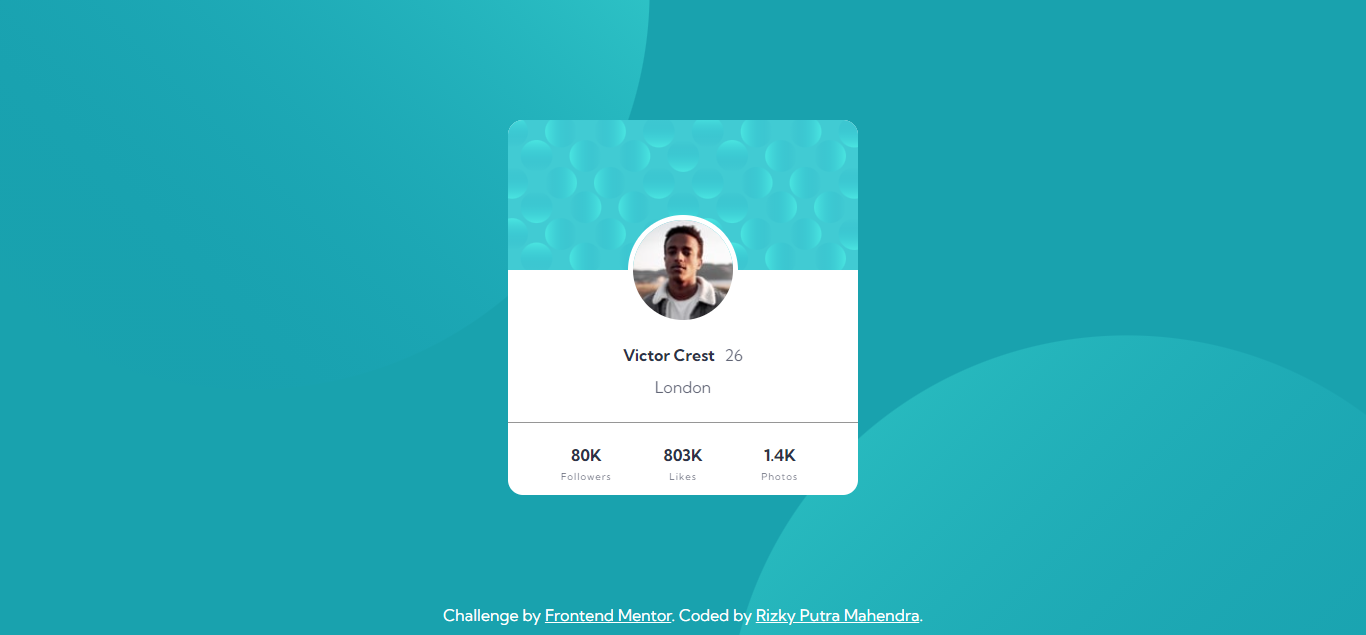 Victor Crest 26
London
80K 803K 1.4K
Followers Likes Photos
Challenge by Frontend Mentor. Coded by Rizky Putra Mahendra.